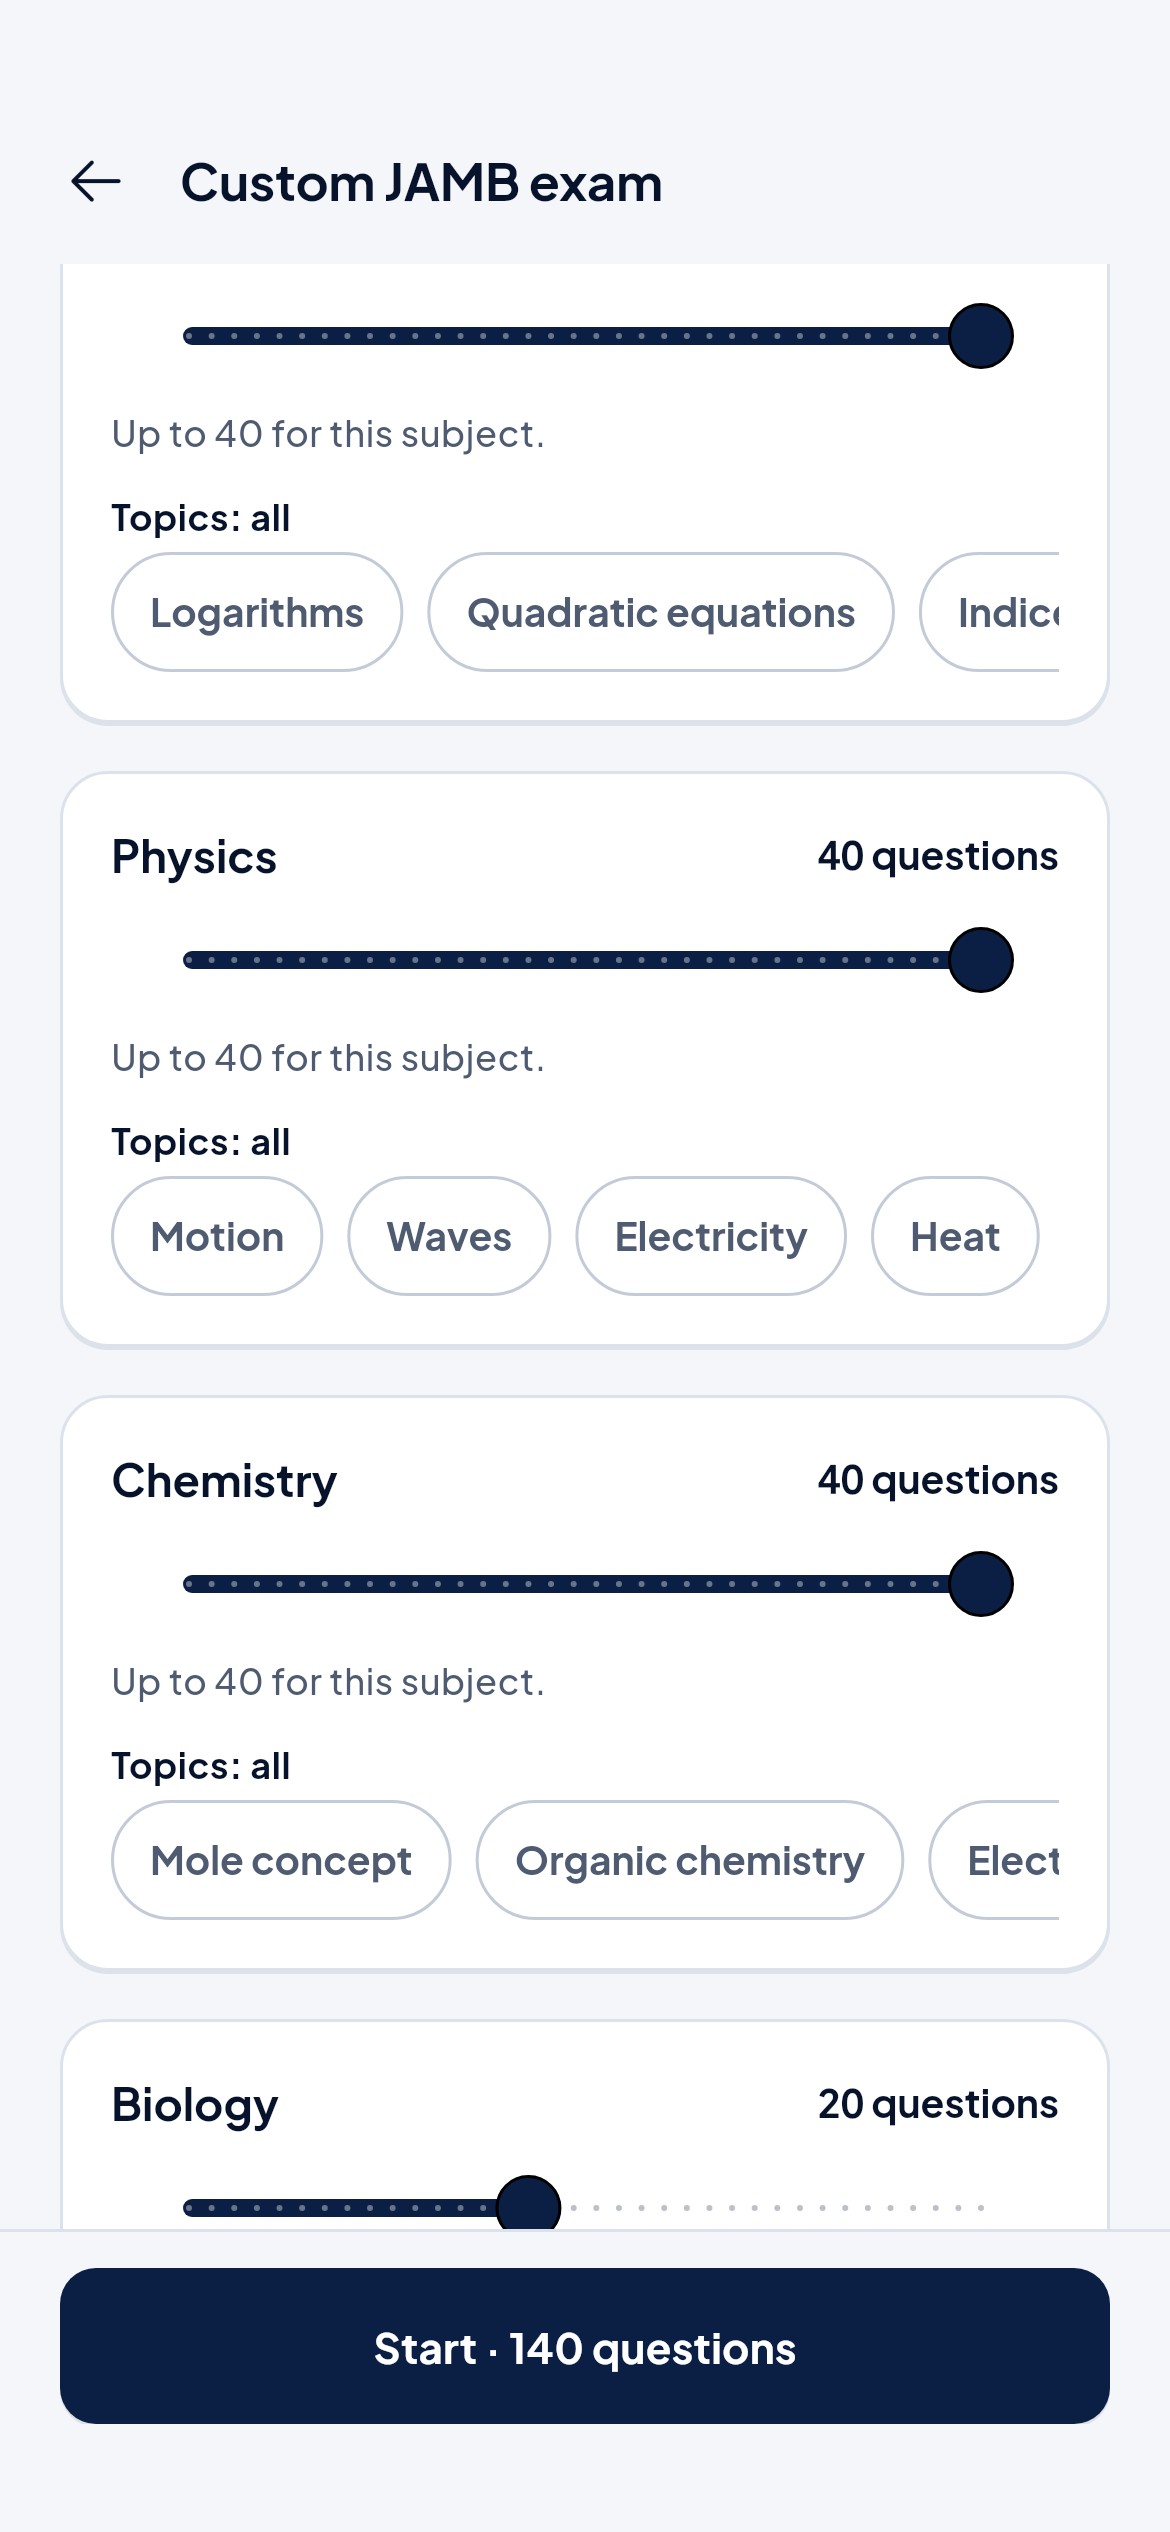 Custom JAMB exam
Up to 40 for this subject.
Topics: all
Logarithms Quadratic equations
Physics 40 questions
Up to 40 for this subject.
Topics: all
Motion Waves Electricity Heat
Chemistry 40 questions
Up to 40 for this subject.
Topics: all
Mole concept Organic chemistry Elect
Biology 20 questions
Start · 140 questions